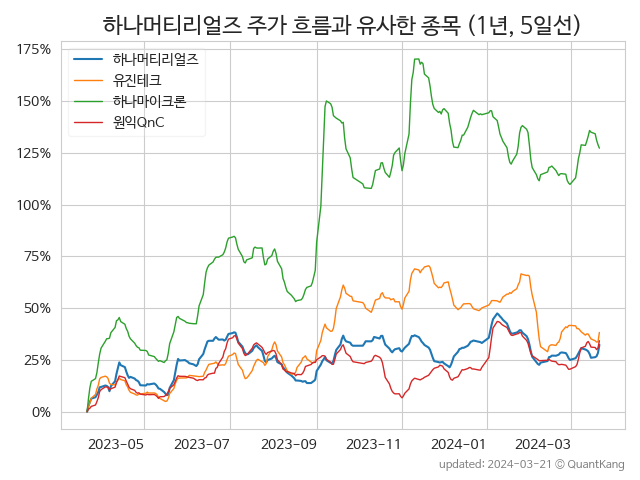 하나머티리얼즈 주가 흐름과 유사한 종목 (1년, 5일선)
175%
150%
125%
100%
75%
50%
25%
0%
하나머티리얼즈
유진테크
하나마이크론
원익QnC
2023-05 2023-07 2023-09 2023-11 2024-01 2024-03
updated: 2024-03-21 © QuantKang